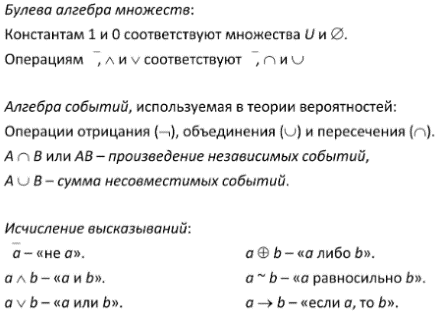 Булева алгебра множеств:
Константам 1 и 0 соответствуют множества U и ∅.
Операциям ¯, ∧ и ∨ соответствуют ¯, ∩ и ∪
Алгебра событий, используемая в теории вероятностей:
Операции отрицания (¬), объединения (∪) и пересечения (∩).
A ∩ B или AB – произведение независимых событий,
A ∪ B – сумма несовместимых событий.
Исчисление высказываний:
a̅ – «не a». a ⊕ b – «a либо b».
a ∧ b – «a и b». a ~ b – «a равносильно b».
a ∨ b – «a или b». a → b – «если a, то b».